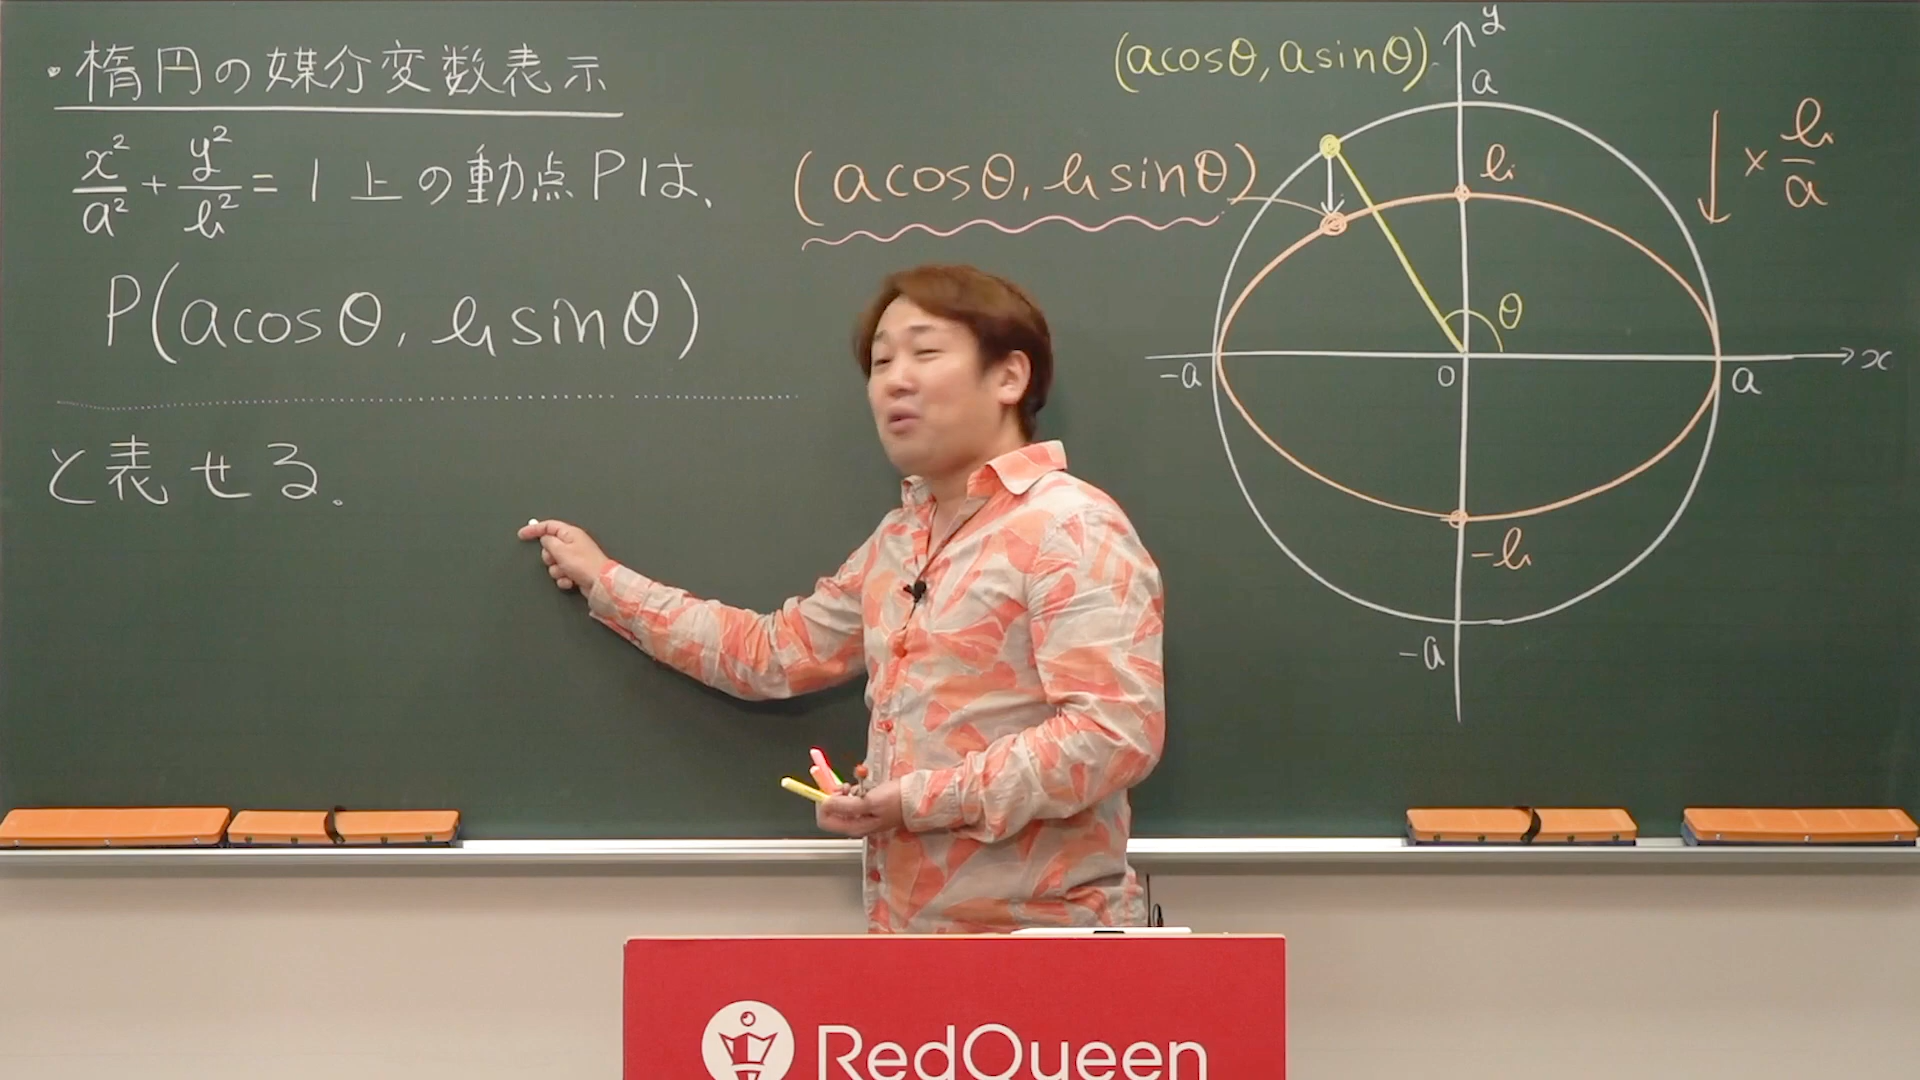 ・楕円の媒介変数表示
x²/a² + y²/b² = 1 上の動点Pは、
P(acosθ, bsinθ)
と表せる。
(acosθ, asinθ)
(acosθ, bsinθ)
y
a
b
× b/a
θ
-a
0
a
x
-b
-a
RedQueen